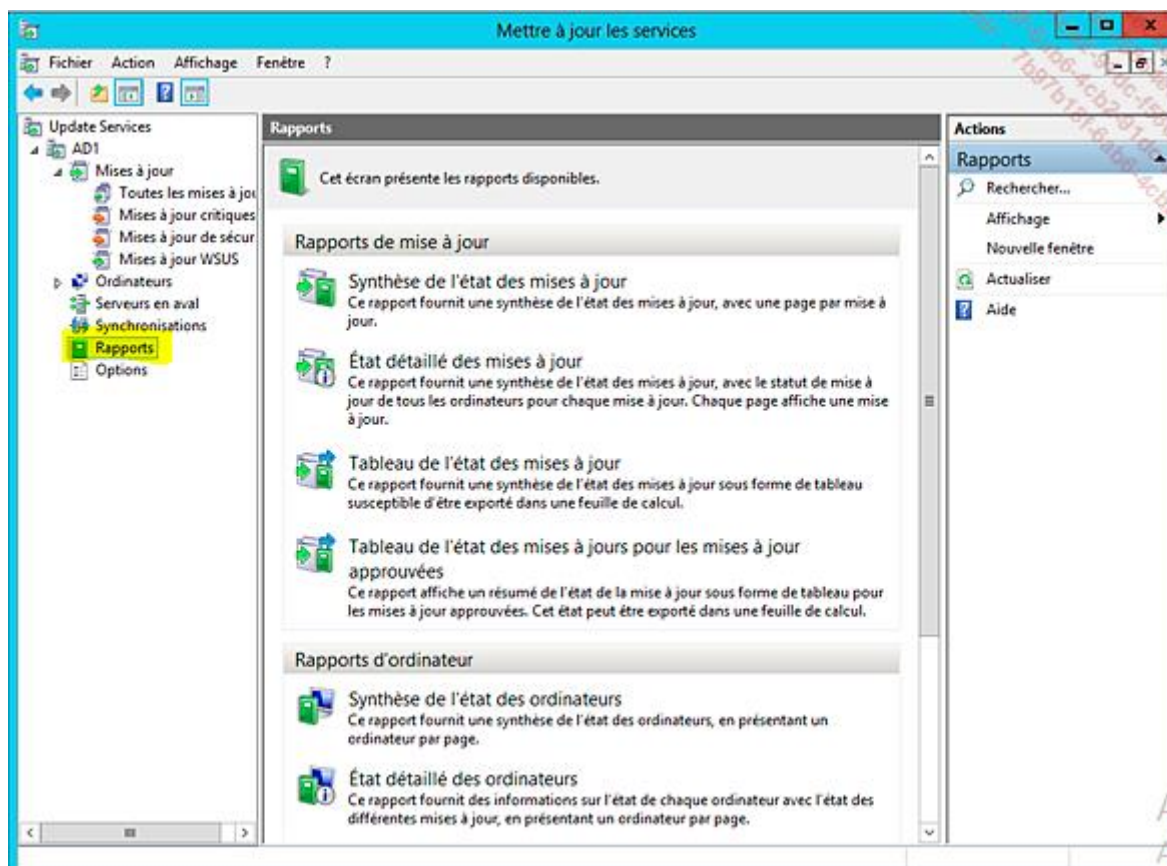 Mettre à jour les services
Fichier Action Affichage Fenêtre ?
Update Services
AD1
Mises à jour
Toutes les mises à jou
Mises à jour critiques
Mises à jour de sécur
Mises à jour WSUS
Ordinateurs
Serveurs en aval
Synchronisations
Rapports
Options
Rapports
Cet écran présente les rapports disponibles.
Rapports de mise à jour
Synthèse de l'état des mises à jour
Ce rapport fournit une synthèse de l'état des mises à jour, avec une page par mise à
jour.
État détaillé des mises à jour
Ce rapport fournit une synthèse de l'état des mises à jour, avec le statut de mise à
jour de tous les ordinateurs pour chaque mise à jour. Chaque page affiche une mise
à jour.
Tableau de l'état des mises à jour
Ce rapport fournit une synthèse de l'état des mises à jour sous forme de tableau
susceptible d'être exporté dans une feuille de calcul.
Tableau de l'état des mises à jours pour les mises à jour
approuvées
Ce rapport affiche un résumé de l'état de la mise à jour sous forme de tableau pour
les mises à jour approuvées. Cet état peut être exporté dans une feuille de calcul.
Rapports d'ordinateur
Synthèse de l'état des ordinateurs
Ce rapport fournit une synthèse de l'état des ordinateurs, en présentant un
ordinateur par page.
État détaillé des ordinateurs
Ce rapport fournit des informations sur l'état de chaque ordinateur avec l'état des
différentes mises à jour, en présentant un ordinateur par page.
Actions
Rapports
Rechercher...
Affichage
Nouvelle fenêtre
Actualiser
Aide